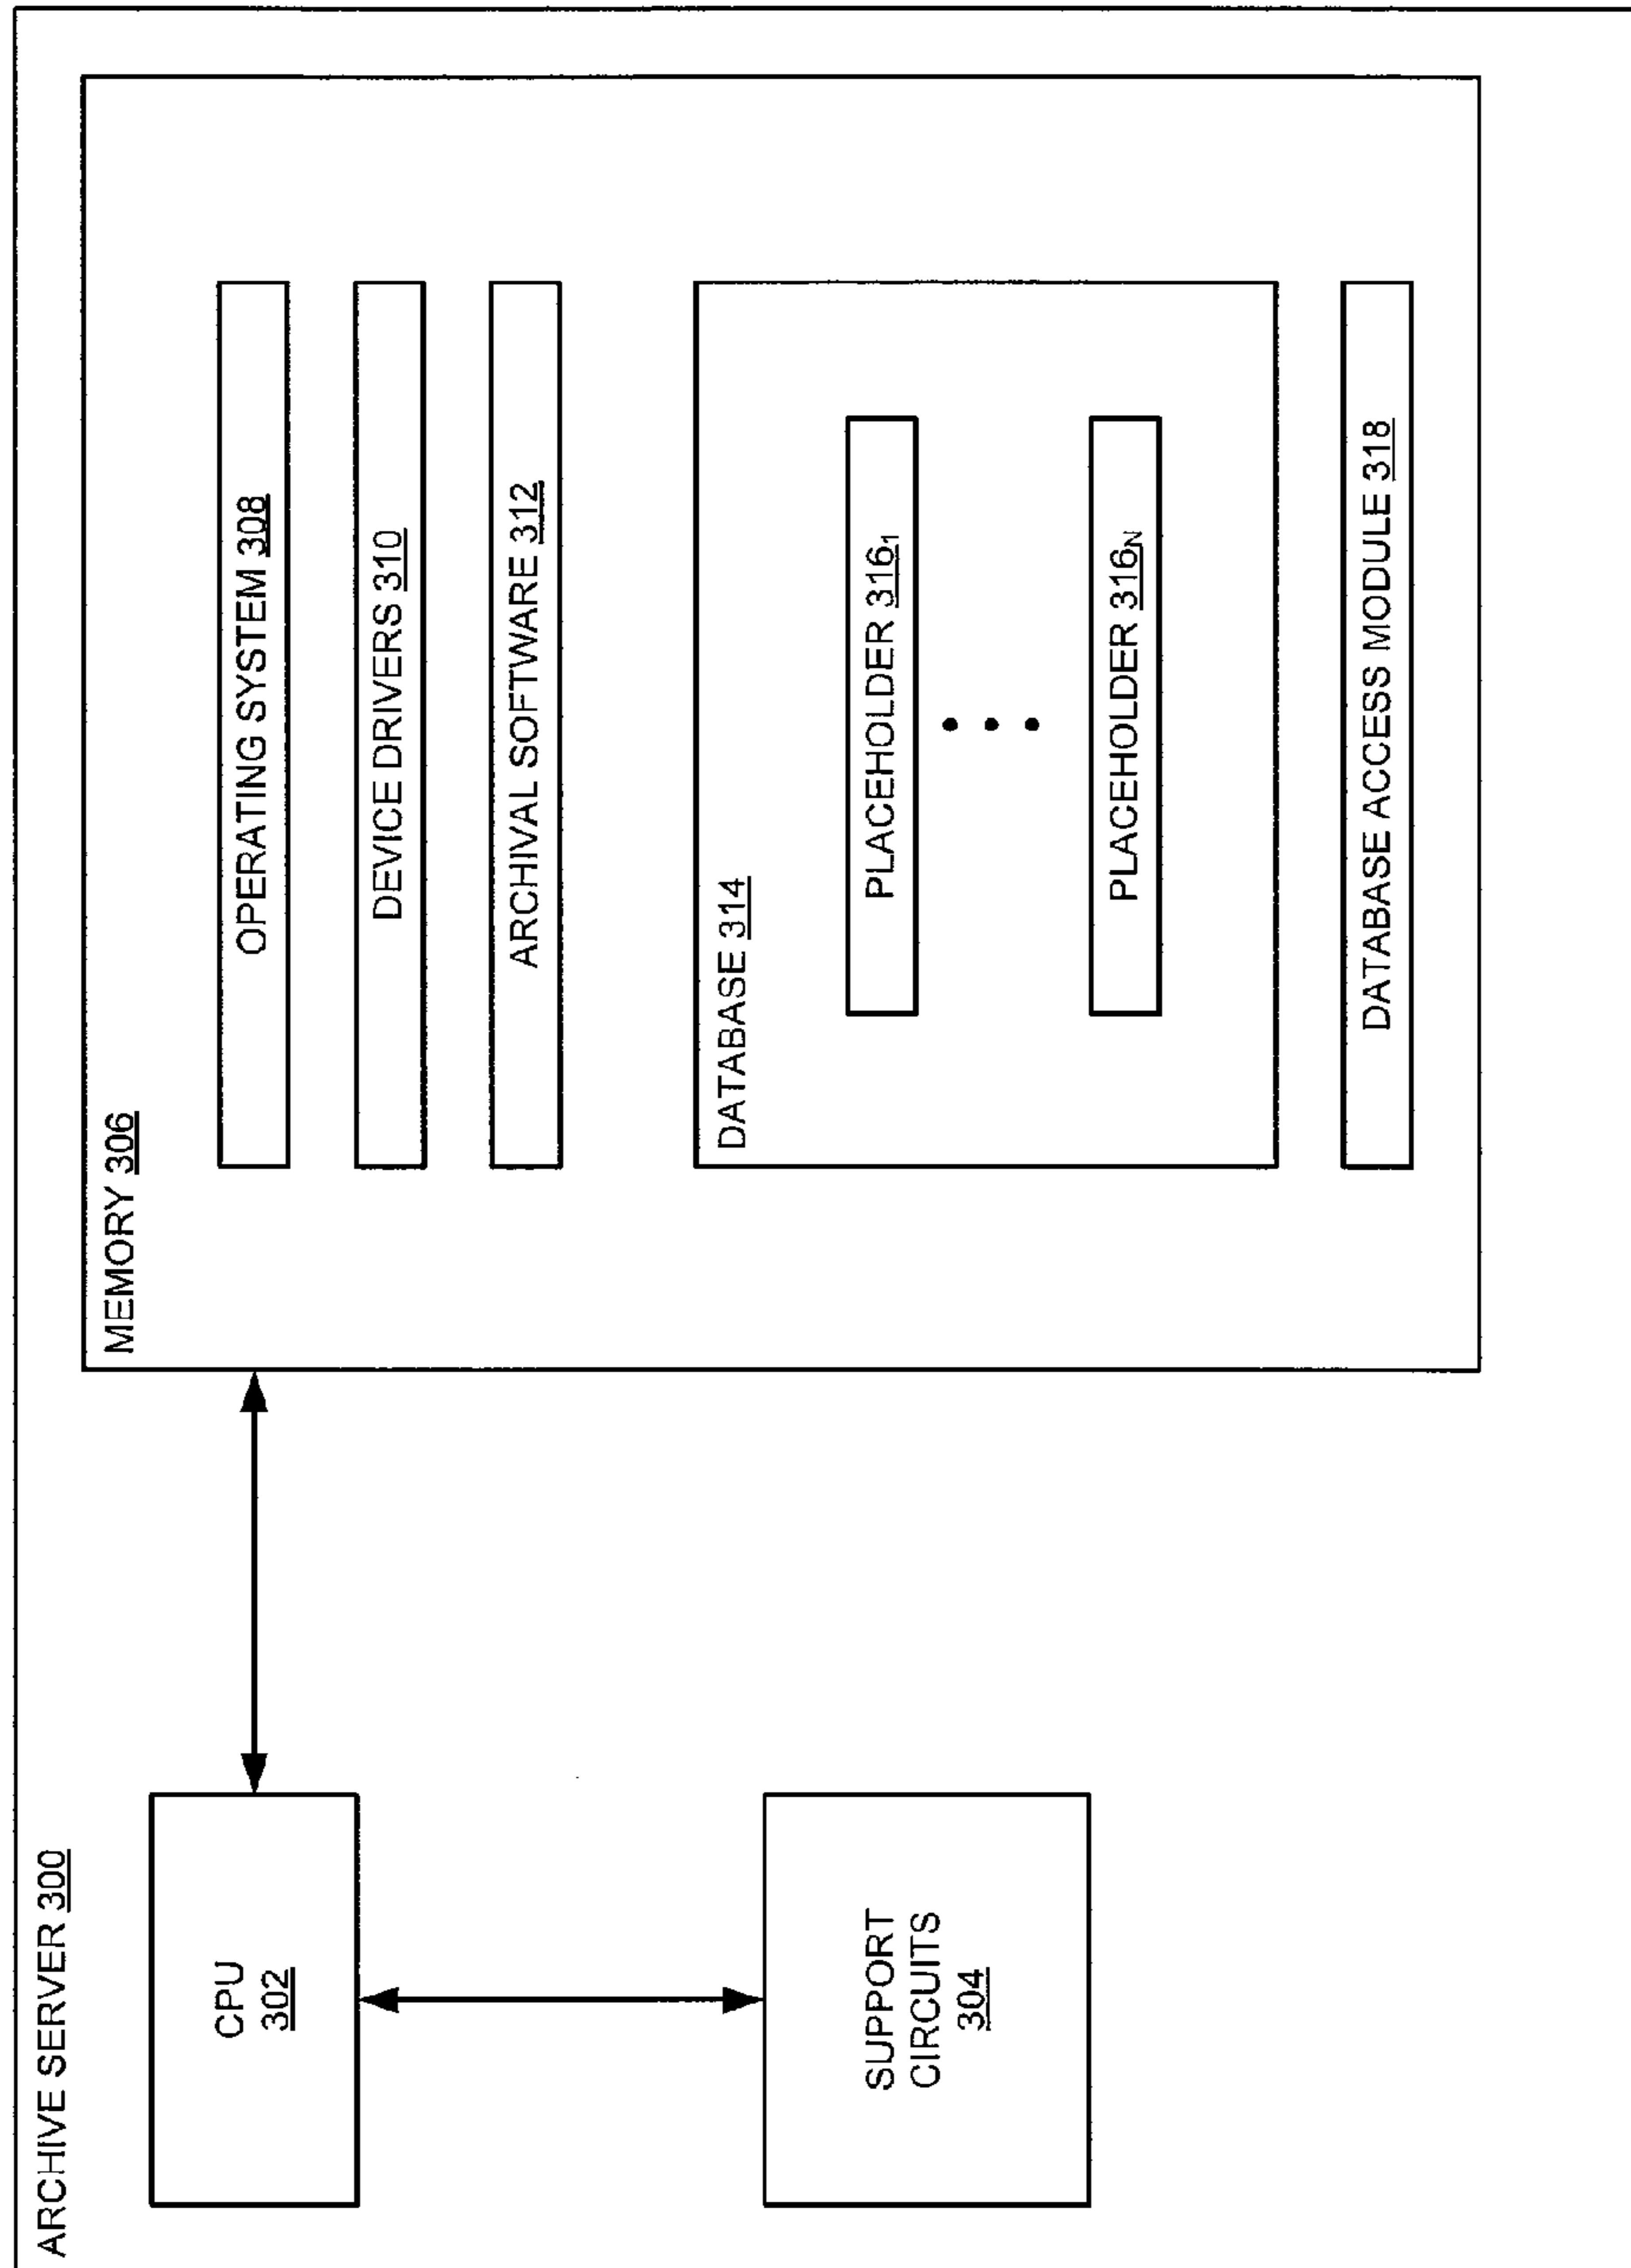 ARCHIVE SERVER 300
CPU
302
SUPPORT
CIRCUITS
304
MEMORY 306
OPERATING SYSTEM 308
DEVICE DRIVERS 310
ARCHIVAL SOFTWARE 312
DATABASE 314
PLACEHOLDER 316₁
PLACEHOLDER 316ₙ
DATABASE ACCESS MODULE 318